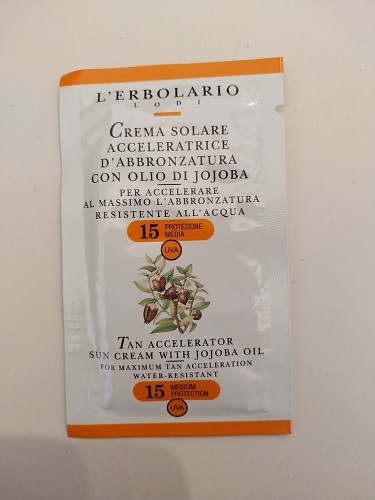 L'ERBOLARIO
LODI
CREMA SOLARE
ACCELERATRICE
D'ABBRONZATURA
CON OLIO DI JOJOBA
PER ACCELERARE
AL MASSIMO L'ABBRONZATURA
RESISTENTE ALL'ACQUA
15 PROTEZIONE
MEDIA
UVA
TAN ACCELERATOR
SUN CREAM WITH JOJOBA OIL
FOR MAXIMUM TAN ACCELERATION
WATER-RESISTANT
15 MEDIUM
PROTECTION
UVA